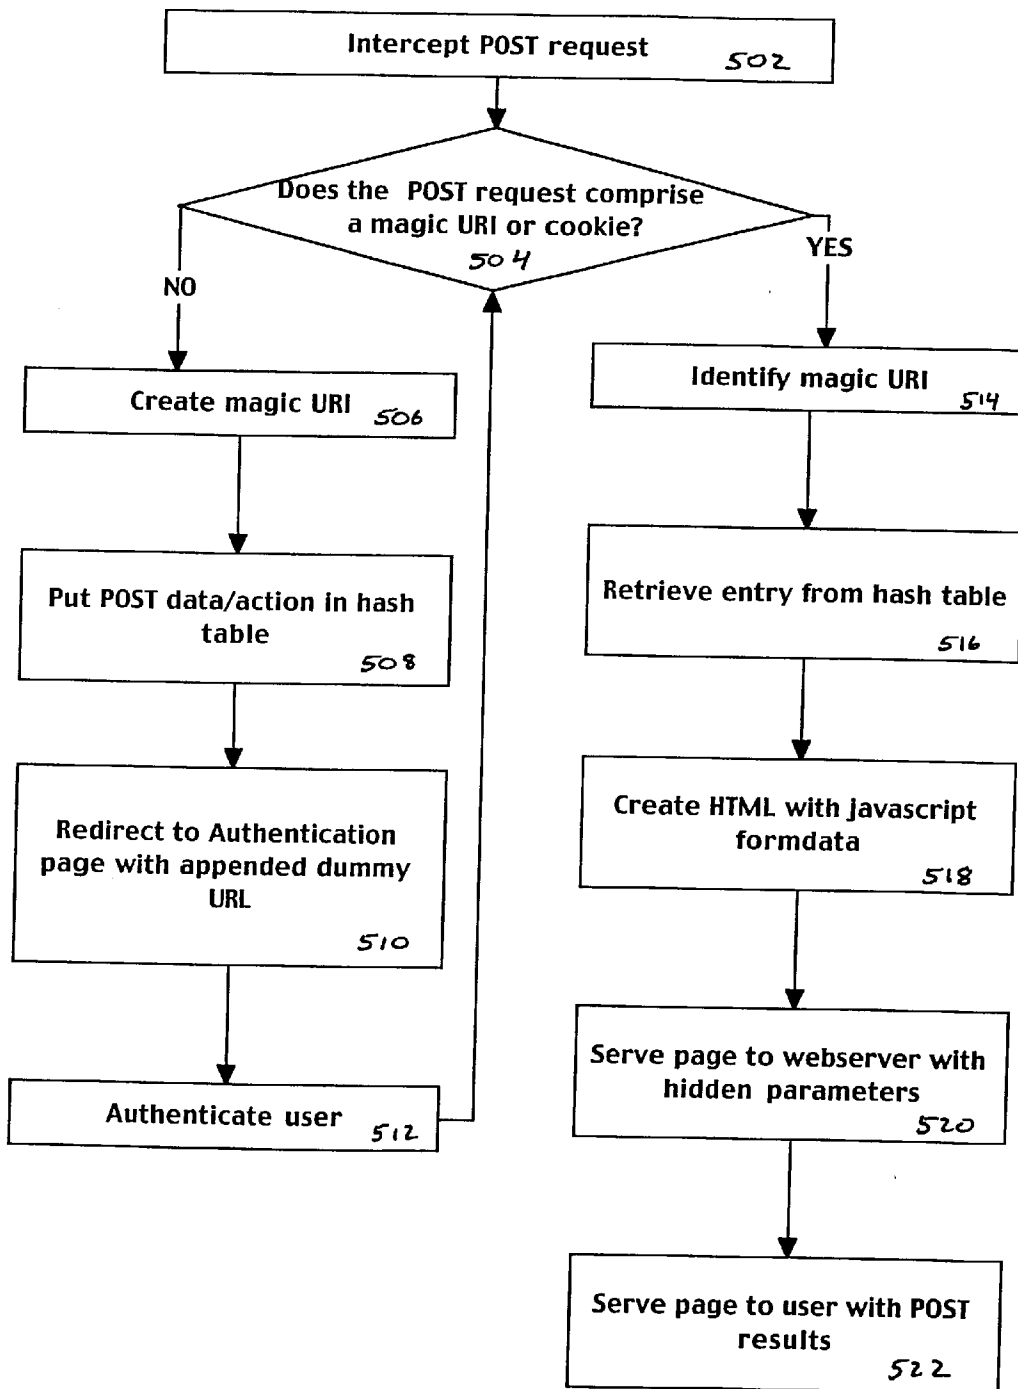 Intercept POST request
502
Does the POST request comprise
a magic URI or cookie?
504
NO
YES
Create magic URI
506
Put POST data/action in hash
table
508
Redirect to Authentication
page with appended dummy
URL
510
Authenticate user
512
Identify magic URI
514
Retrieve entry from hash table
516
Create HTML with javascript
formdata
518
Serve page to webserver with
hidden parameters
520
Serve page to user with POST
results
522